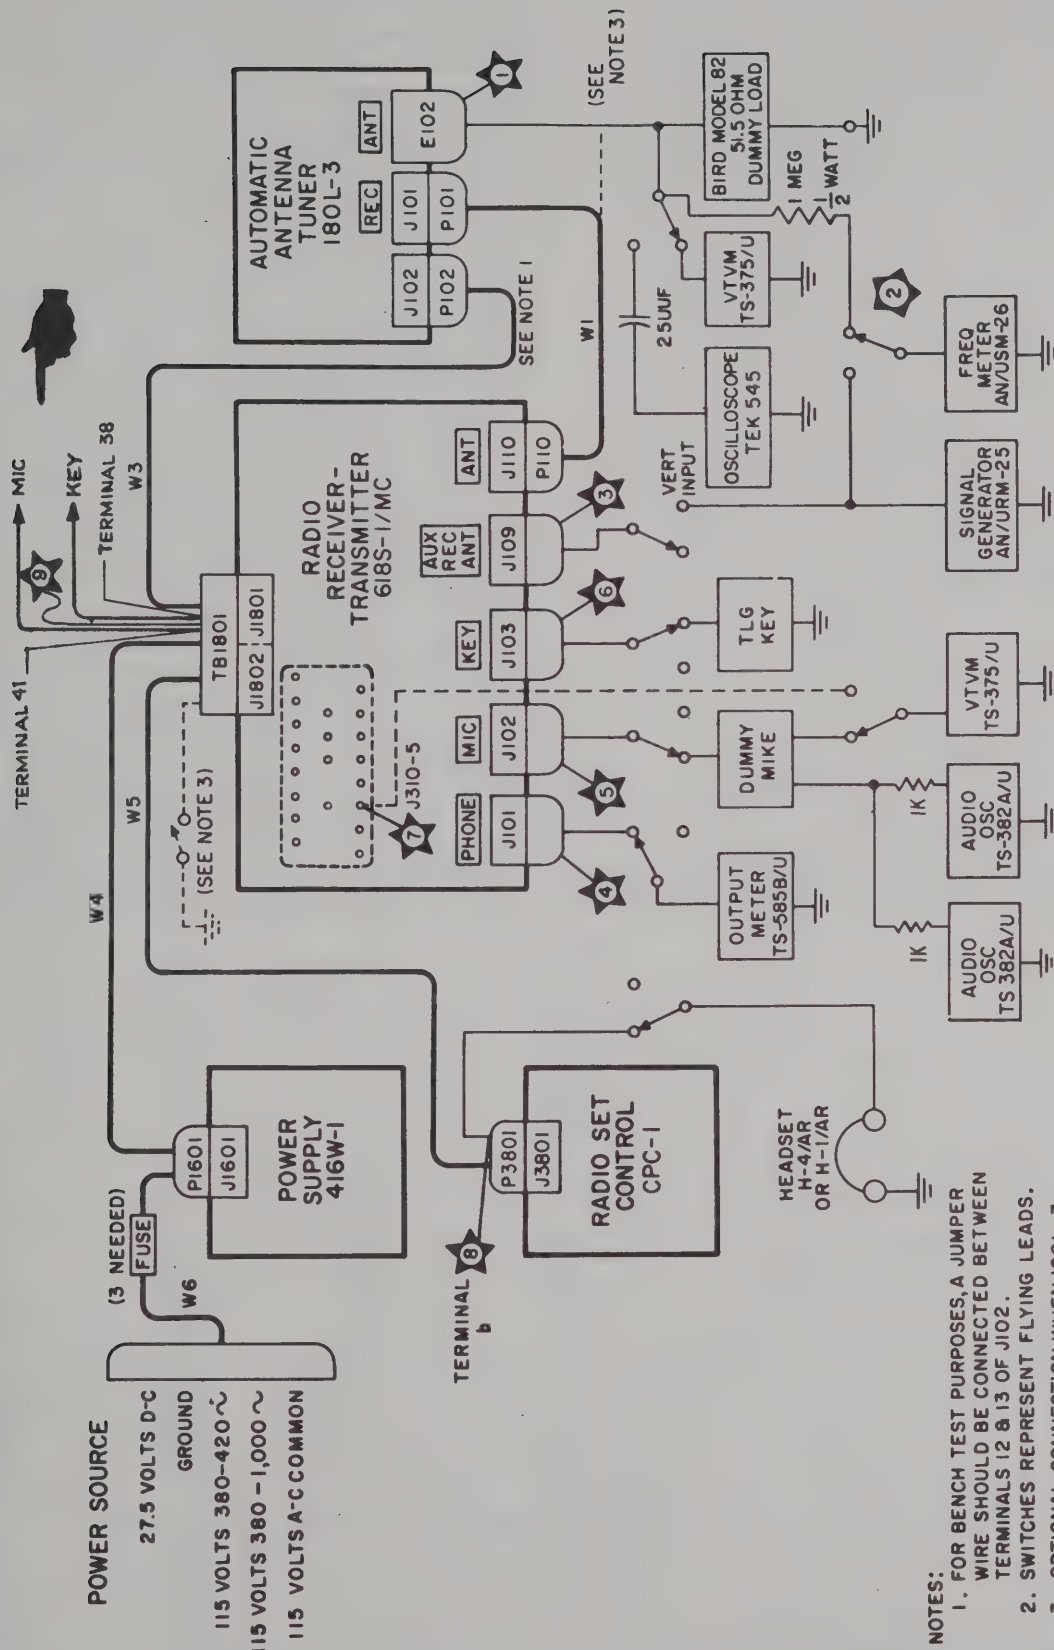 POWER SOURCE
27.5 VOLTS D-C
GROUND
115 VOLTS 380-420~
115 VOLTS 380-1,000~
115 VOLTS A-C COMMON
(3 NEEDED)
FUSE
W6
P1601
J1601
POWER
SUPPLY
416W-1
W4
W5
TERMINAL 41
MIC
9
KEY
TERMINAL 38
W3
TB1801
J1802
J1801
(SEE NOTE 3)
RADIO
RECEIVER-
TRANSMITTER
618S-1/MC
J310-5
7
PHONE
J101
MIC
J102
KEY
J103
AUX
REC
ANT
J109
ANT
J110
P110
4
5
6
3
AUTOMATIC
ANTENNA
TUNER
180L-3
REC
ANT
J102
P102
J101
P101
E102
1
SEE NOTE 1
W1
(SEE
NOTE 3)
TERMINAL
b
8
P3801
J3801
RADIO SET
CONTROL
CPC-1
HEADSET
H-4/AR
OR H-1/AR
OUTPUT
METER
TS-585B/U
DUMMY
MIKE
TLG
KEY
VERT
INPUT
25UUF
OSCILLOSCOPE
TEK 545
VTVM
TS-375/U
BIRD MODEL 82
51.5 OHM
DUMMY LOAD
1 MEG
1/2 WATT
2
1K
1K
AUDIO
OSC
TS 382A/U
AUDIO
OSC
TS-382A/U
VTVM
TS-375/U
SIGNAL
GENERATOR
AN/URM-25
FREQ
METER
AN/USM-26
NOTES:
1. FOR BENCH TEST PURPOSES, A JUMPER
WIRE SHOULD BE CONNECTED BETWEEN
TERMINALS 12 & 13 OF J102.
2. SWITCHES REPRESENT FLYING LEADS.